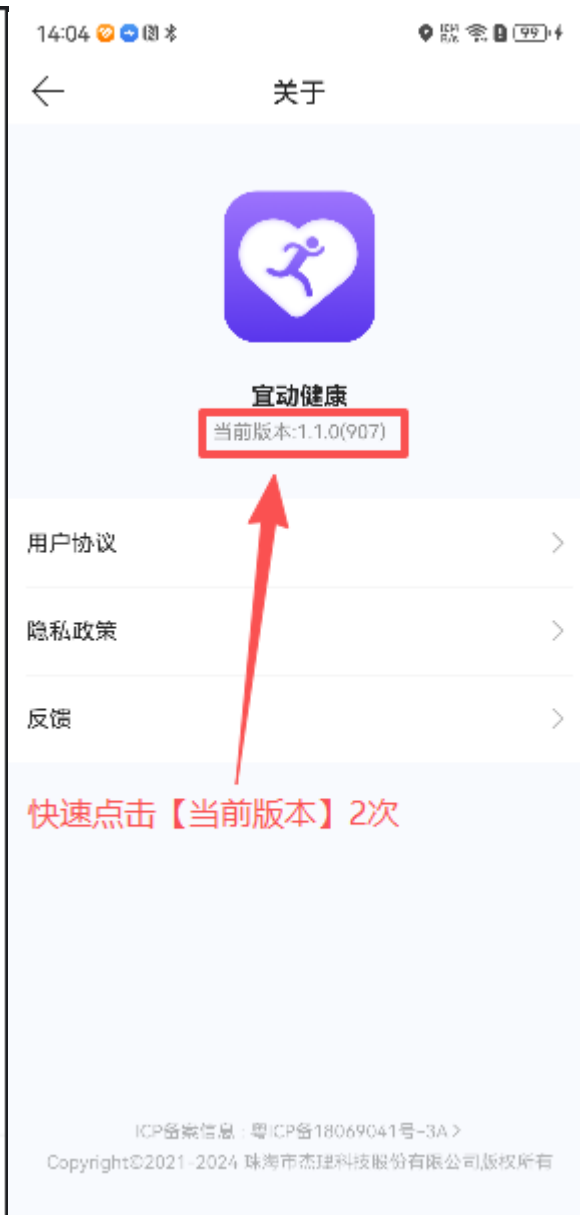 14:04
99
关于
宜动健康
当前版本:1.1.0(907)
用户协议
隐私政策
反馈
快速点击【当前版本】2次
ICP备案信息：粤ICP备18069041号-3A>
Copyright©2021-2024 珠海市杰理科技股份有限公司版权所有